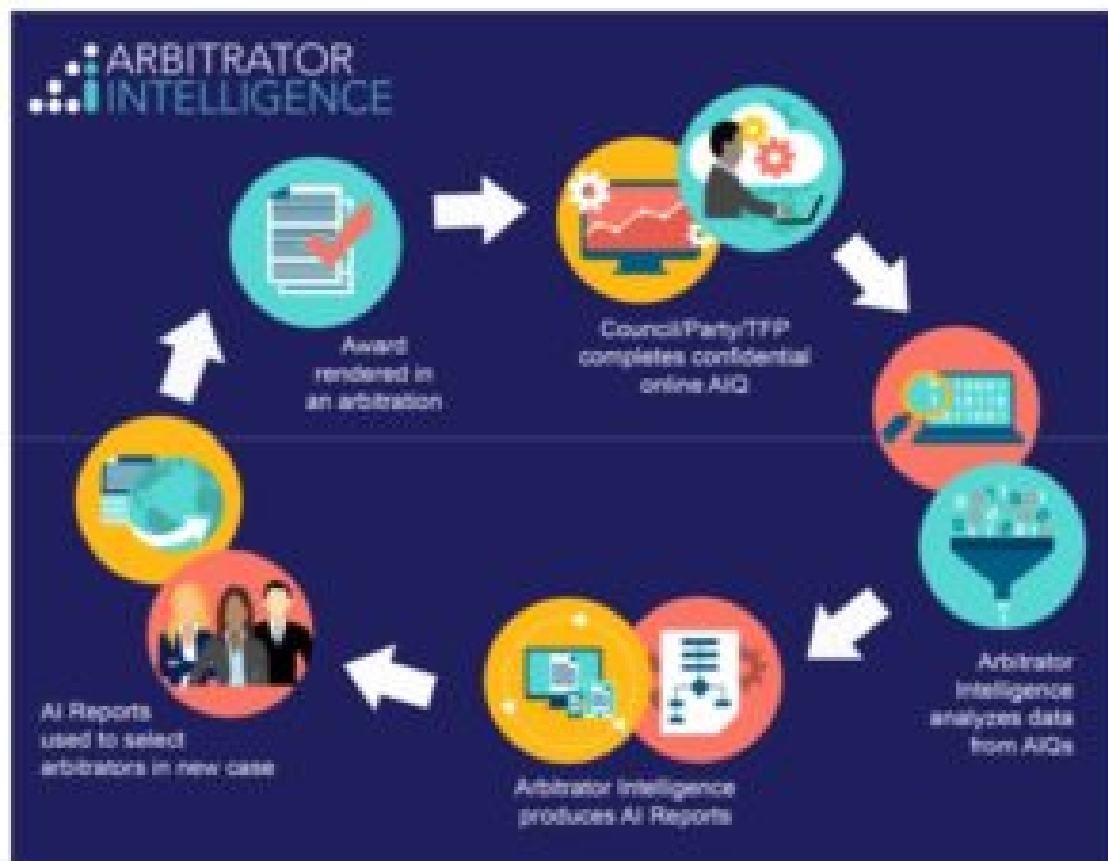 ARBITRATOR
INTELLIGENCE
Award
rendered in
an arbitration
Council/Party/TFP
completes confidential
online AIQ
Arbitrator
Intelligence
analyzes data
from AIQs
Arbitrator Intelligence
produces AI Reports
AI Reports
used to select
arbitrators in new case